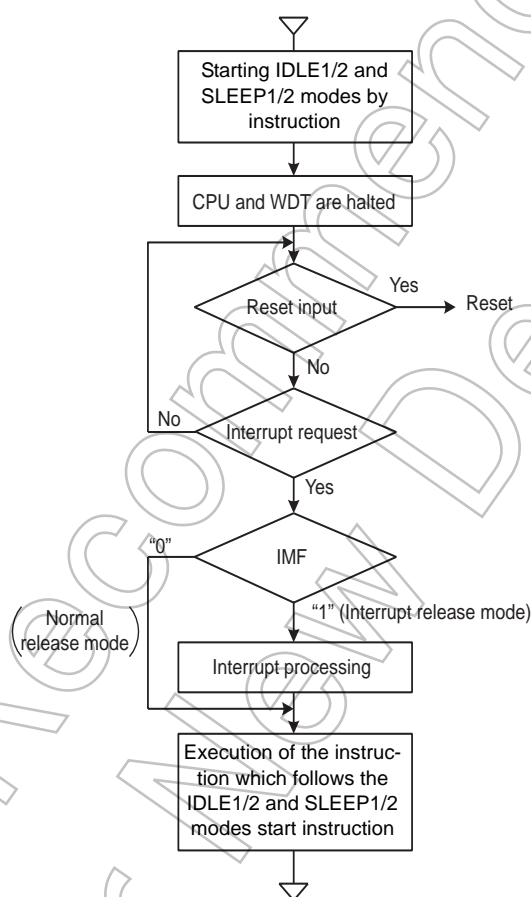 Starting IDLE1/2 and
SLEEP1/2 modes by
instruction
CPU and WDT are halted
Reset input
Yes
Reset
No
Interrupt request
No
Yes
IMF
“0”
“1” (Interrupt release mode)
Normal
release mode
Interrupt processing
Execution of the instruc-
tion which follows the
IDLE1/2 and SLEEP1/2
modes start instruction